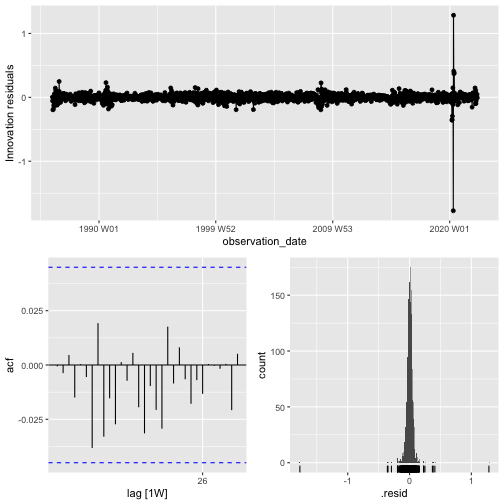 1
0
-1
Innovation residuals
1990 W01
1999 W52
2009 W53
2020 W01
observation_date
0.025
0.000
-0.025
acf
26
lag [1W]
150
100
50
0
count
-1
0
1
.resid